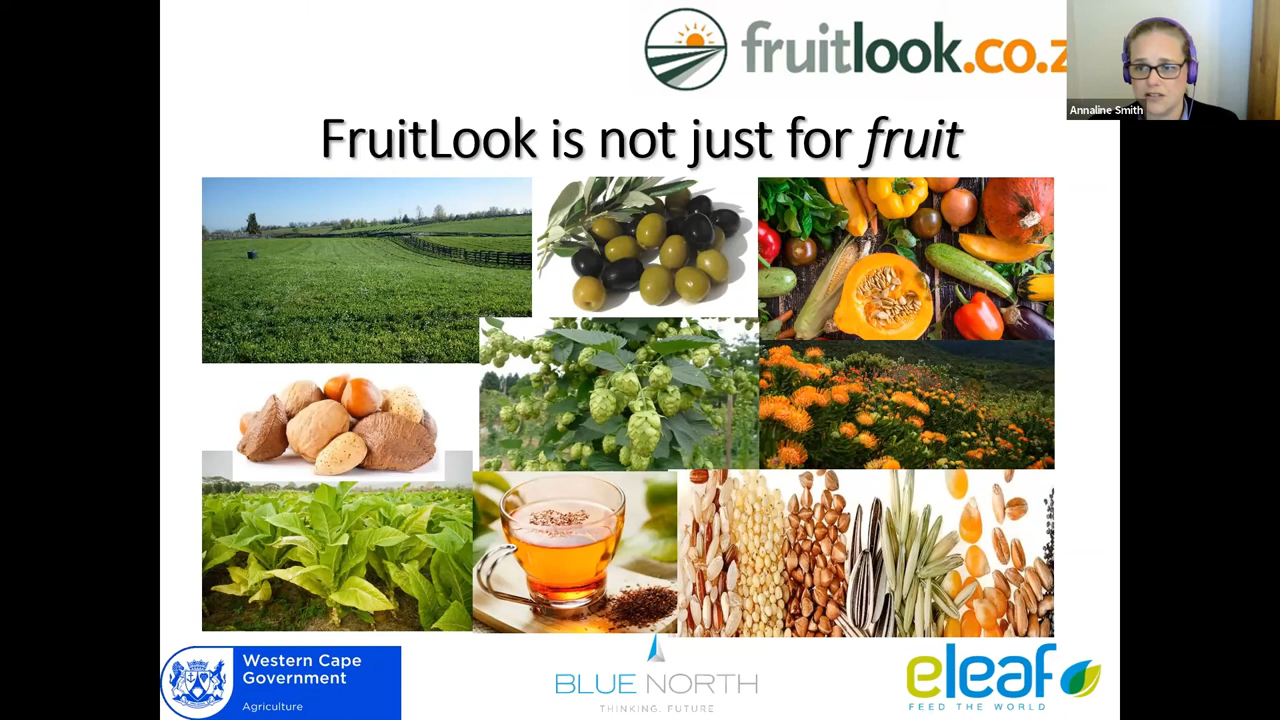 fruitlook.co.z
Annaline Smith
FruitLook is not just for fruit
Western Cape
Government
Agriculture
BLUE NORTH
THINKING. FUTURE
eleaf
FEED THE WORLD